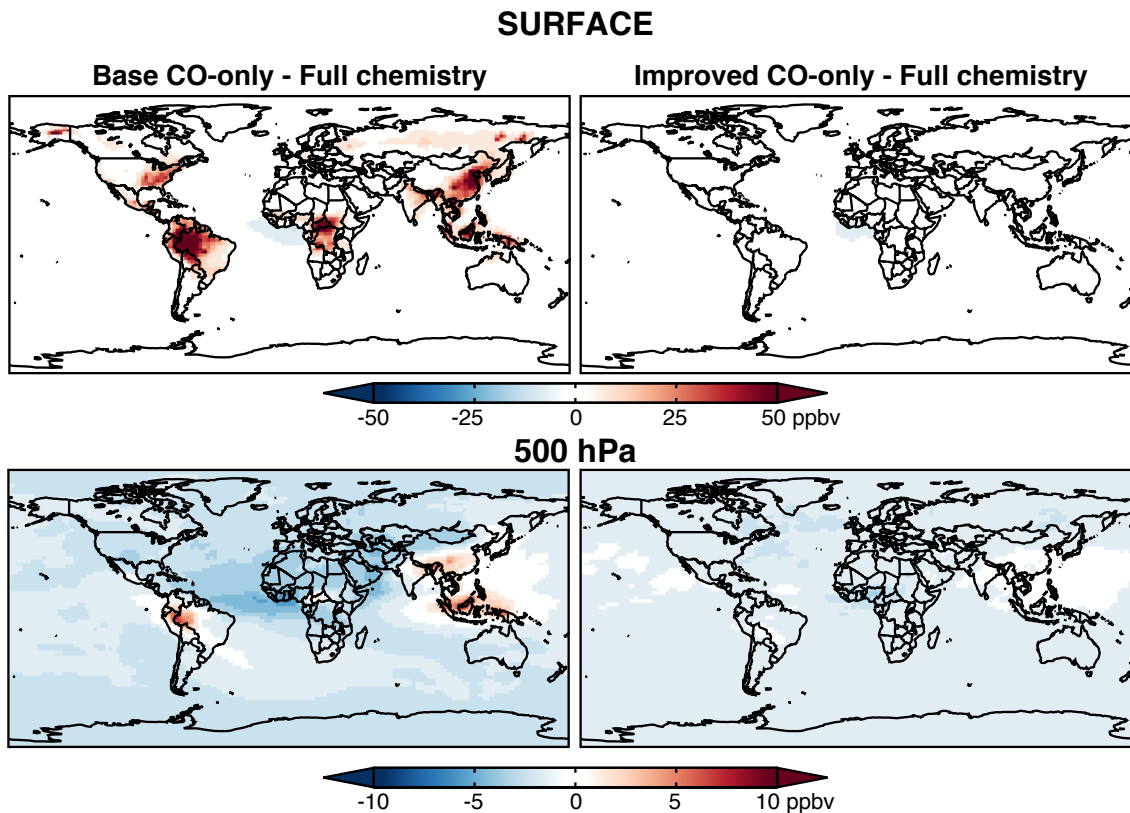 SURFACE
Base CO-only - Full chemistry
Improved CO-only - Full chemistry
-50 -25 0 25 50 ppbv
500 hPa
-10 -5 0 5 10 ppbv